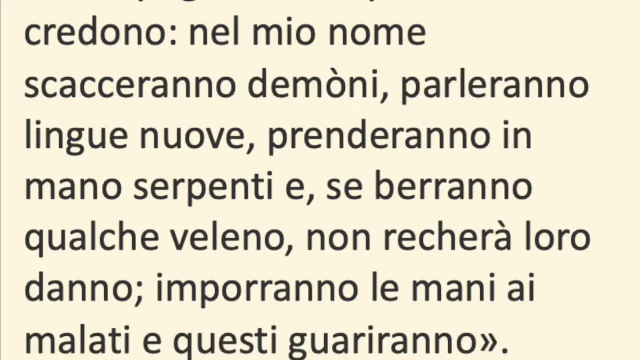 credono: nel mio nome
scacceranno demòni, parleranno
lingue nuove, prenderanno in
mano serpenti e, se berranno
qualche veleno, non recherà loro
danno; imporranno le mani ai
malati e questi guariranno».